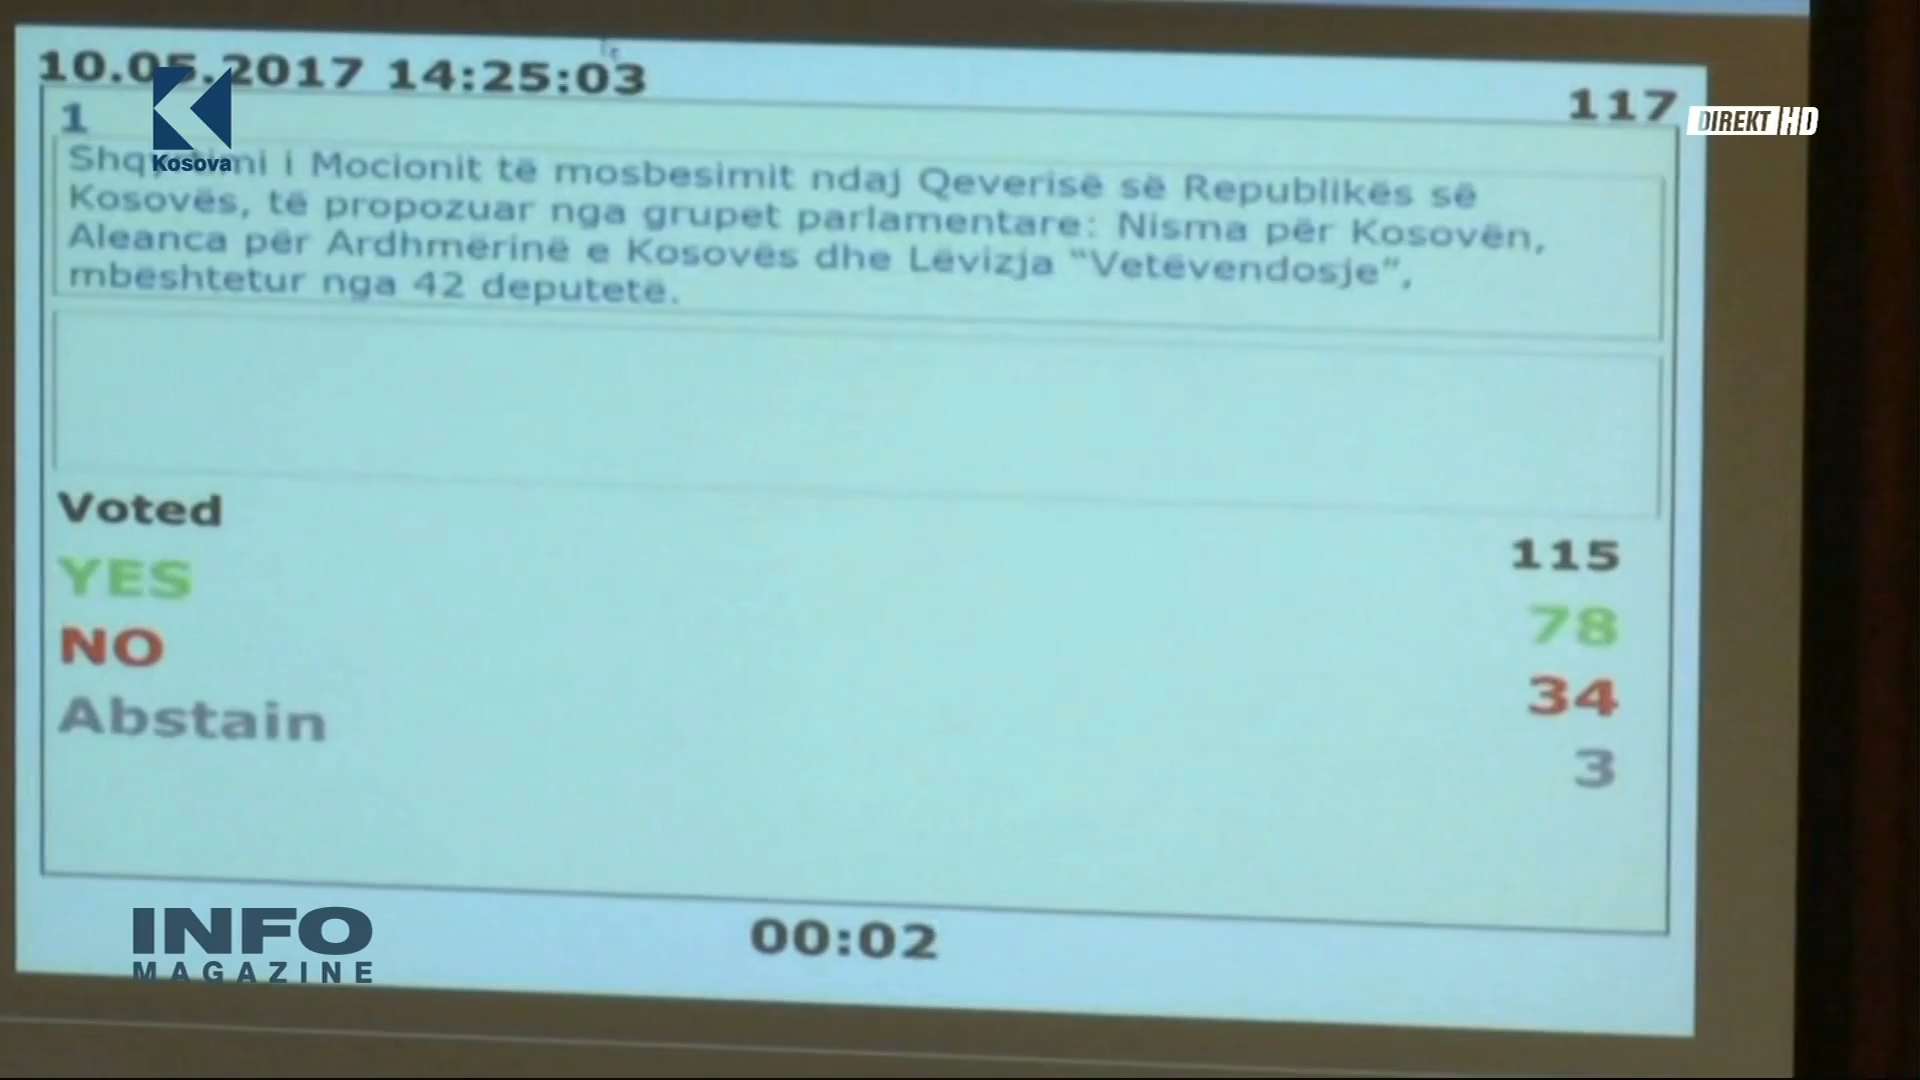 10.05.2017 14:25:03
117
1
Shqyrtimi i Mocionit të mosbesimit ndaj Qeverisë së Republikës së
Kosovës, të propozuar nga grupet parlamentare: Nisma për Kosovën,
Aleanca për Ardhmërinë e Kosovës dhe Lëvizja "Vetëvendosje",
mbështetur nga 42 deputetë.
Voted 115
YES 78
NO 34
Abstain 3
00:02
Kosova
DIREKT HD
INFO
MAGAZINE